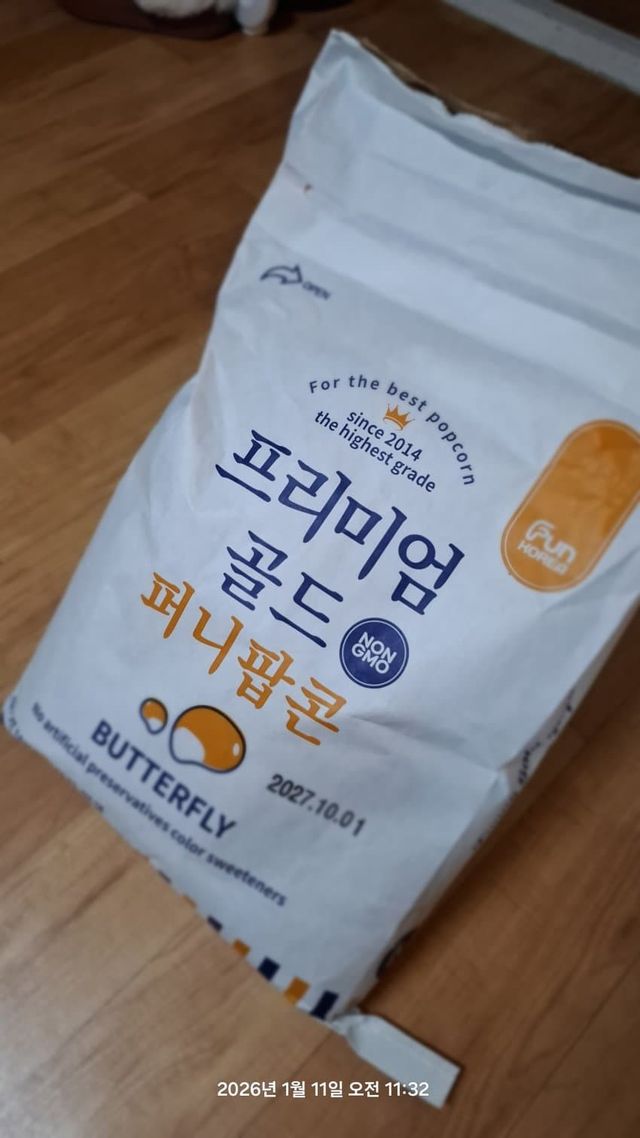 OPEN
For the best popcorn
since 2014
the highest grade
프리미엄
골드
퍼니팝콘
NON
GMO
Fun
KOREA
BUTTERFLY
2027.10.01
No artificial preservatives color sweeteners
2026년 1월 11일 오전 11:32